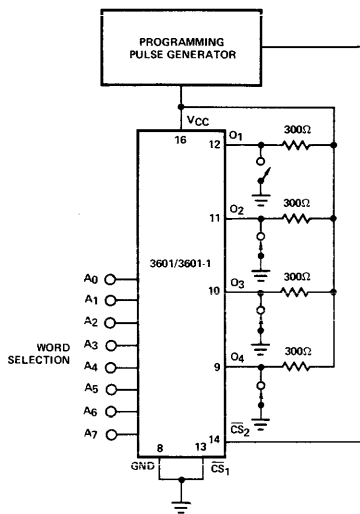 PROGRAMMING
PULSE GENERATOR
VCC
16
12 O1 300Ω
11 O2 300Ω
3601/3601-1
10 O3 300Ω
9 O4 300Ω
WORD
SELECTION
A0
A1
A2
A3
A4
A5
A6
A7
14 CS2
8 13
GND CS1